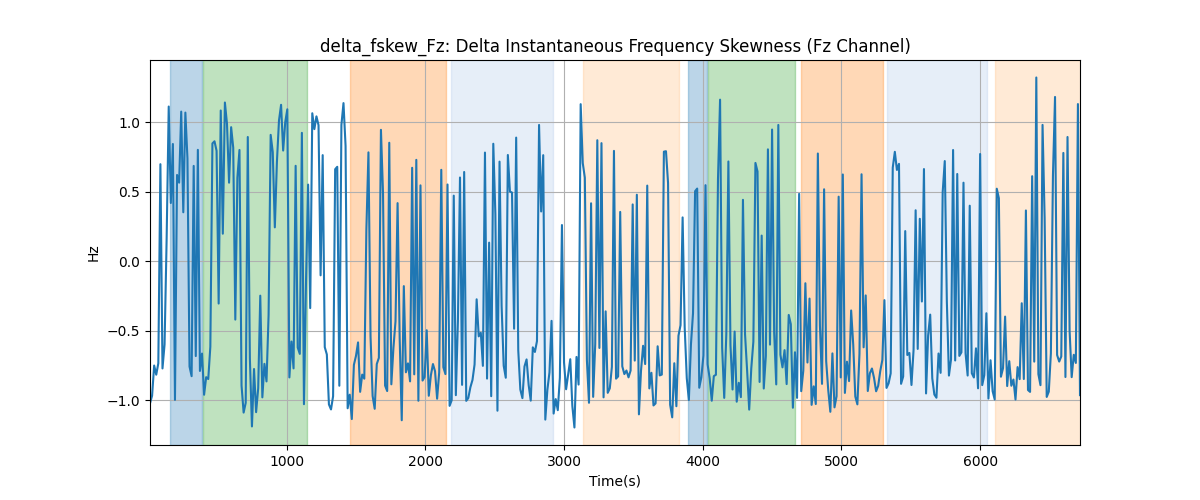 delta_fskew_Fz: Delta Instantaneous Frequency Skewness (Fz Channel)
1.0
0.5
0.0
−0.5
−1.0
Hz
1000 2000 3000 4000 5000 6000
Time(s)